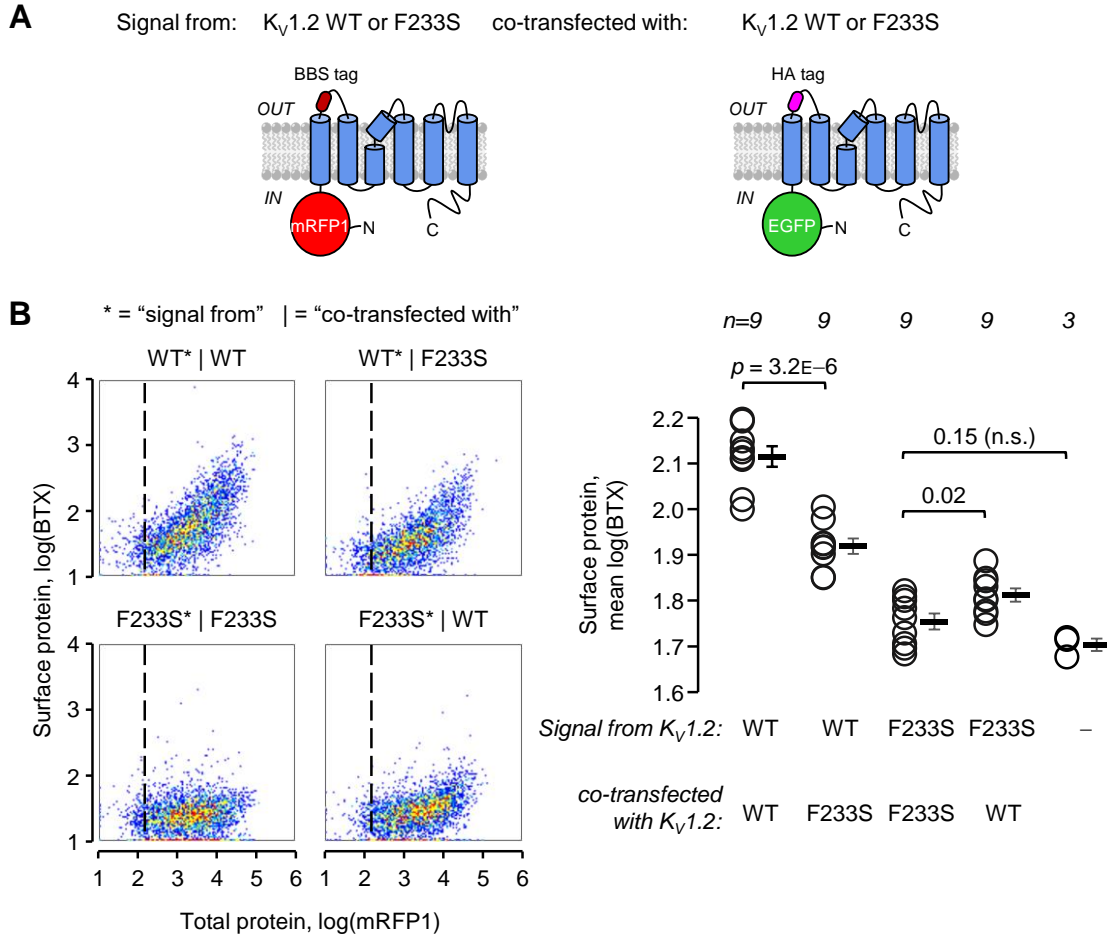 A
Signal from: KV1.2 WT or F233S co-transfected with: KV1.2 WT or F233S
BBS tag
HA tag
OUT
OUT
IN
IN
mRFP1
N
C
EGFP
N
C
B
* = “signal from” | = “co-transfected with”
WT* | WT
WT* | F233S
F233S* | F233S
F233S* | WT
Surface protein, log(BTX)
4
3
2
1
4
3
2
1
1 2 3 4 5 6
1 2 3 4 5 6
Total protein, log(mRFP1)
n=9 9 9 9 3
p = 3.2E–6
0.15 (n.s.)
0.02
Surface protein,
mean log(BTX)
2.2
2.1
1.9
1.8
1.7
1.6
Signal from KV1.2: WT WT F233S F233S –
co-transfected
with KV1.2: WT F233S F233S WT